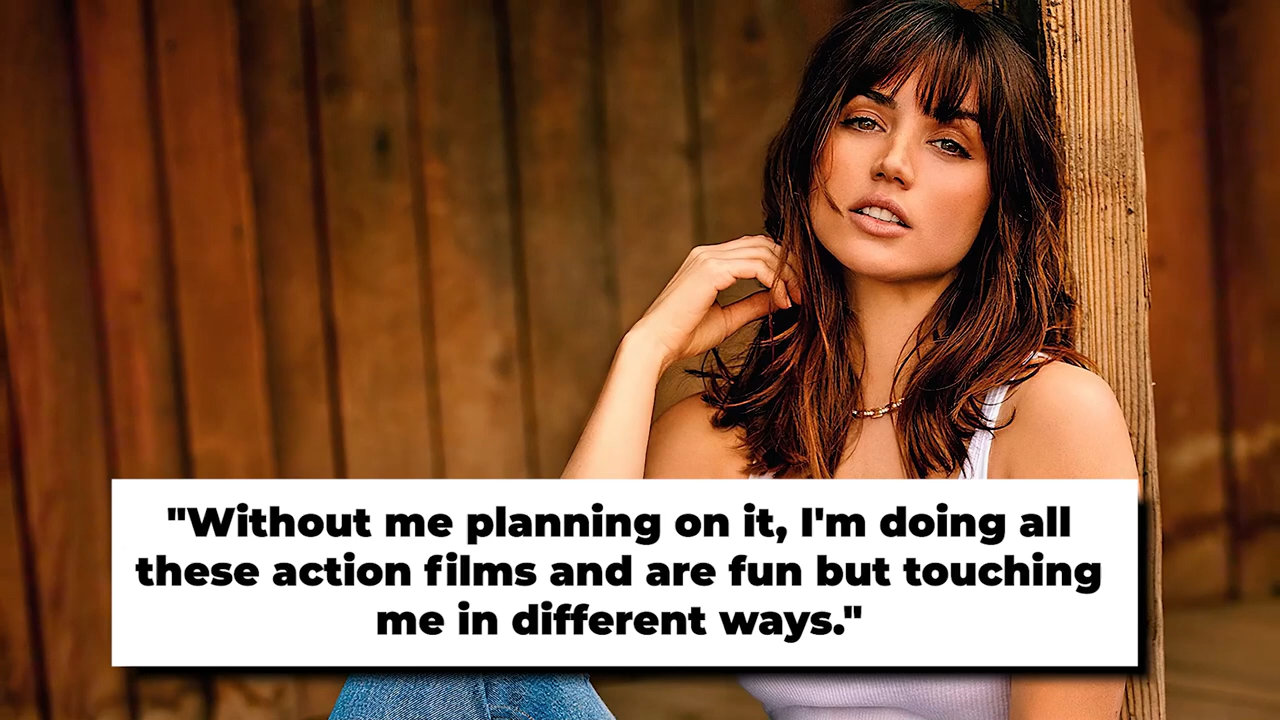 "Without me planning on it, I'm doing all
these action films and are fun but touching
me in different ways."